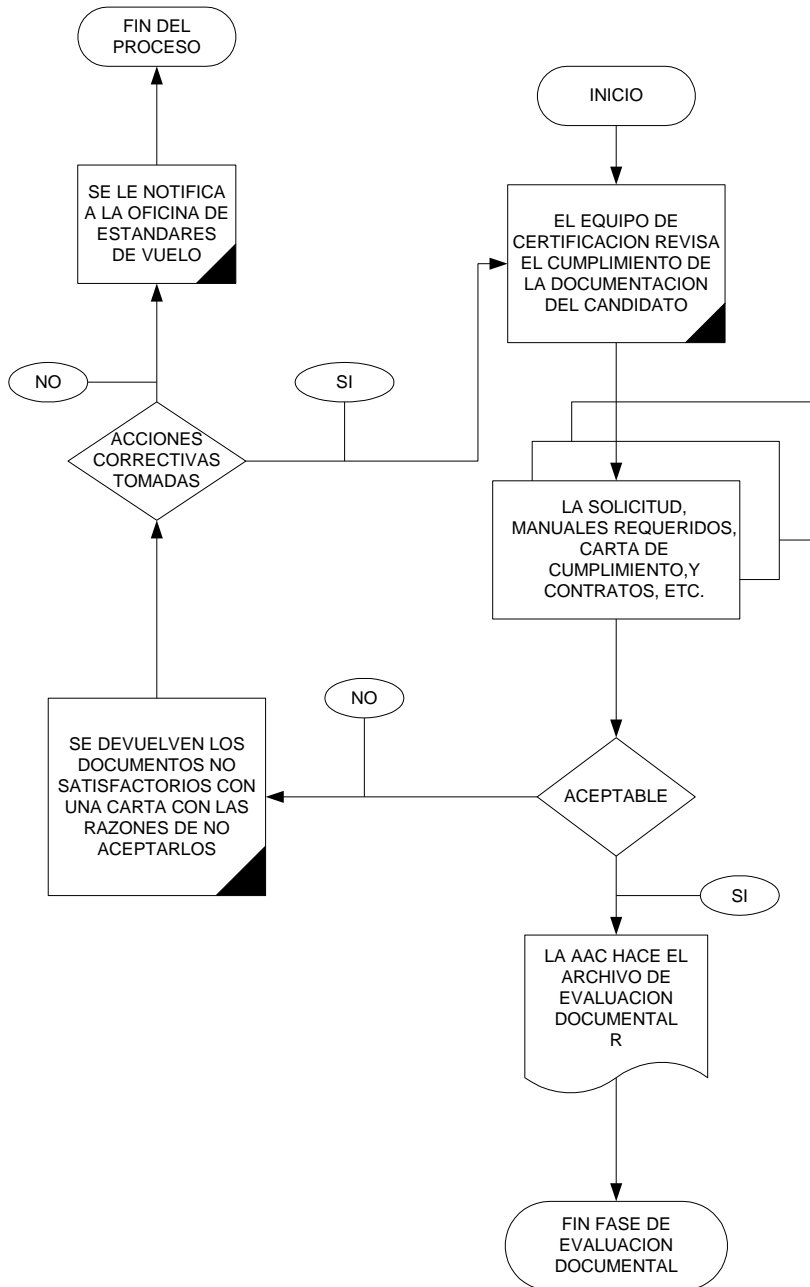 FIN DEL
PROCESO
INICIO
SE LE NOTIFICA
A LA OFICINA DE
ESTANDARES
DE VUELO
EL EQUIPO DE
CERTIFICACION REVISA
EL CUMPLIMIENTO DE
LA DOCUMENTACION
DEL CANDIDATO
NO
SI
ACCIONES
CORRECTIVAS
TOMADAS
LA SOLICITUD,
MANUALES REQUERIDOS,
CARTA DE
CUMPLIMIENTO,Y
CONTRATOS, ETC.
NO
SE DEVUELVEN LOS
DOCUMENTOS NO
SATISFACTORIOS CON
UNA CARTA CON LAS
RAZONES DE NO
ACEPTARLOS
ACEPTABLE
SI
LA AAC HACE EL
ARCHIVO DE
EVALUACION
DOCUMENTAL
R
FIN FASE DE
EVALUACION
DOCUMENTAL